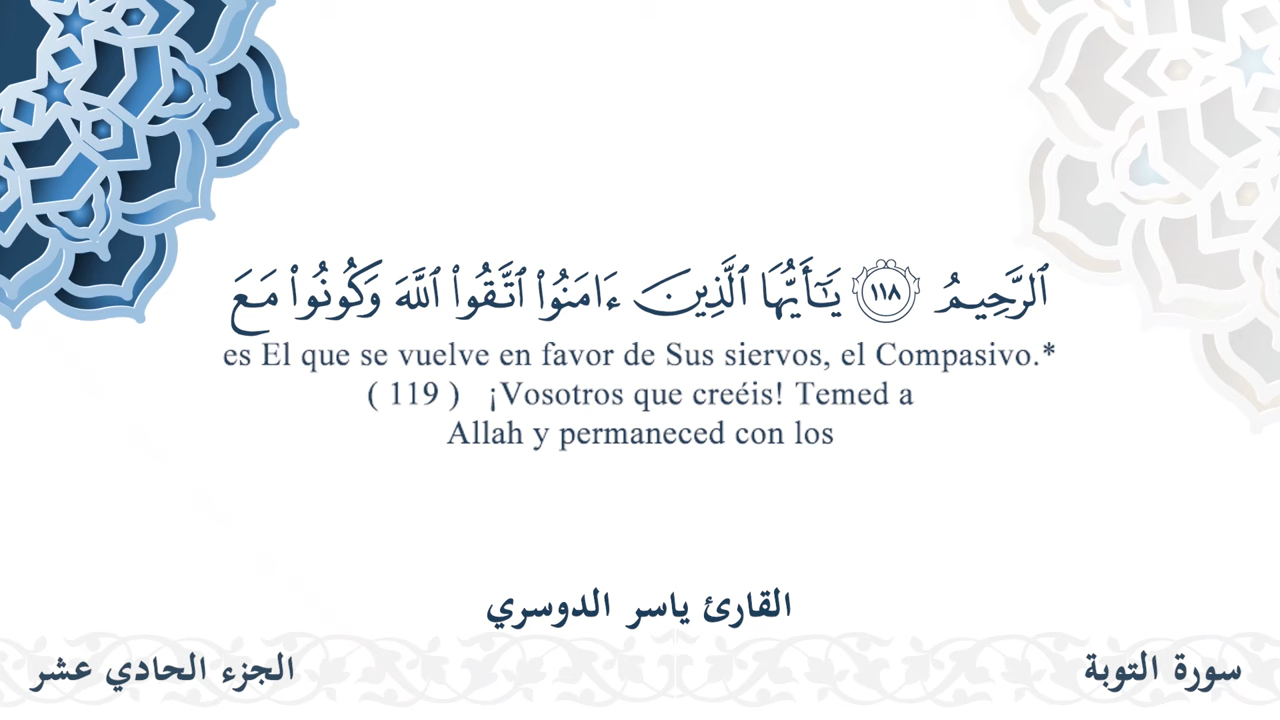 ٱلرَّحِيمُ ١١٨ يَـٰٓأَيُّهَا ٱلَّذِينَ ءَامَنُوا۟ ٱتَّقُوا۟ ٱللَّهَ وَكُونُوا۟ مَعَ
es El que se vuelve en favor de Sus siervos, el Compasivo.*
( 119 ) ¡Vosotros que creéis! Temed a
Allah y permaneced con los
القارئ ياسر الدوسري
سورة التوبة
الجزء الحادي عشر